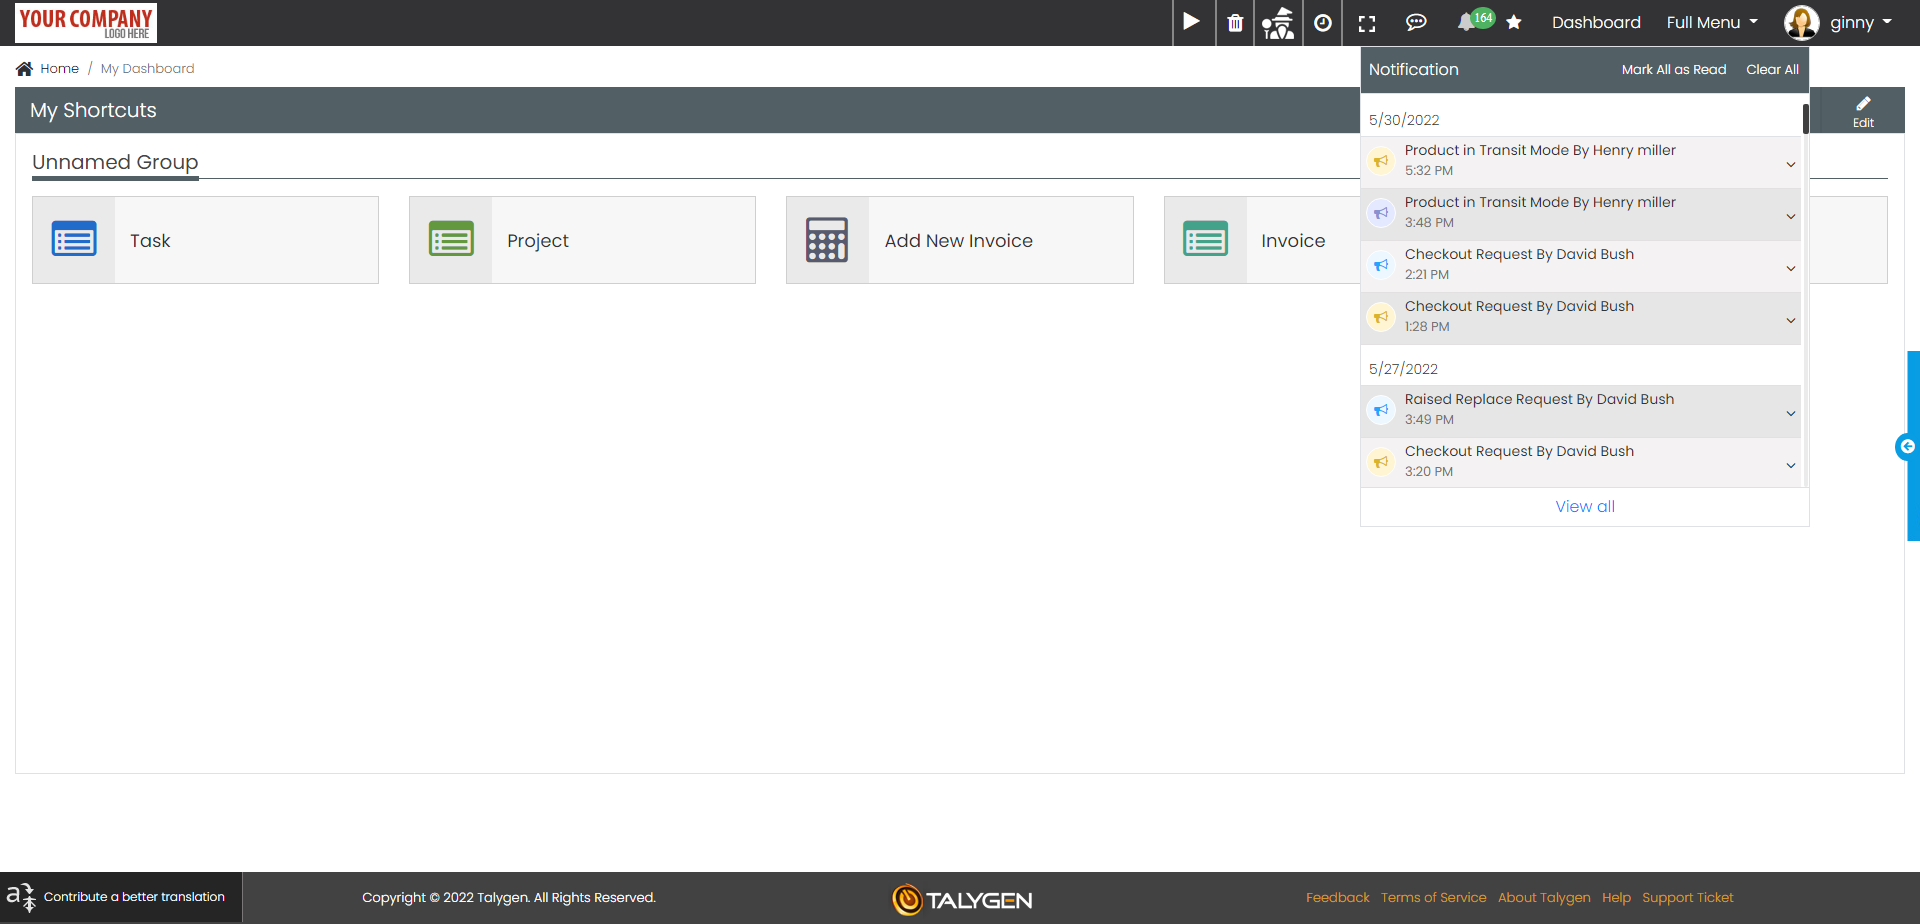 YOUR COMPANY
LOGO HERE
164
Dashboard
Full Menu
ginny
Home / My Dashboard
Notification
Mark All as Read
Clear All
My Shortcuts
Edit
Unnamed Group
Task
Project
Add New Invoice
Invoice
5/30/2022
Product in Transit Mode By Henry miller
5:32 PM
Product in Transit Mode By Henry miller
3:48 PM
Checkout Request By David Bush
2:21 PM
Checkout Request By David Bush
1:28 PM
5/27/2022
Raised Replace Request By David Bush
3:49 PM
Checkout Request By David Bush
3:20 PM
View all
Contribute a better translation
Copyright © 2022 Talygen. All Rights Reserved.
TALYGEN
Feedback Terms of Service About Talygen Help Support Ticket